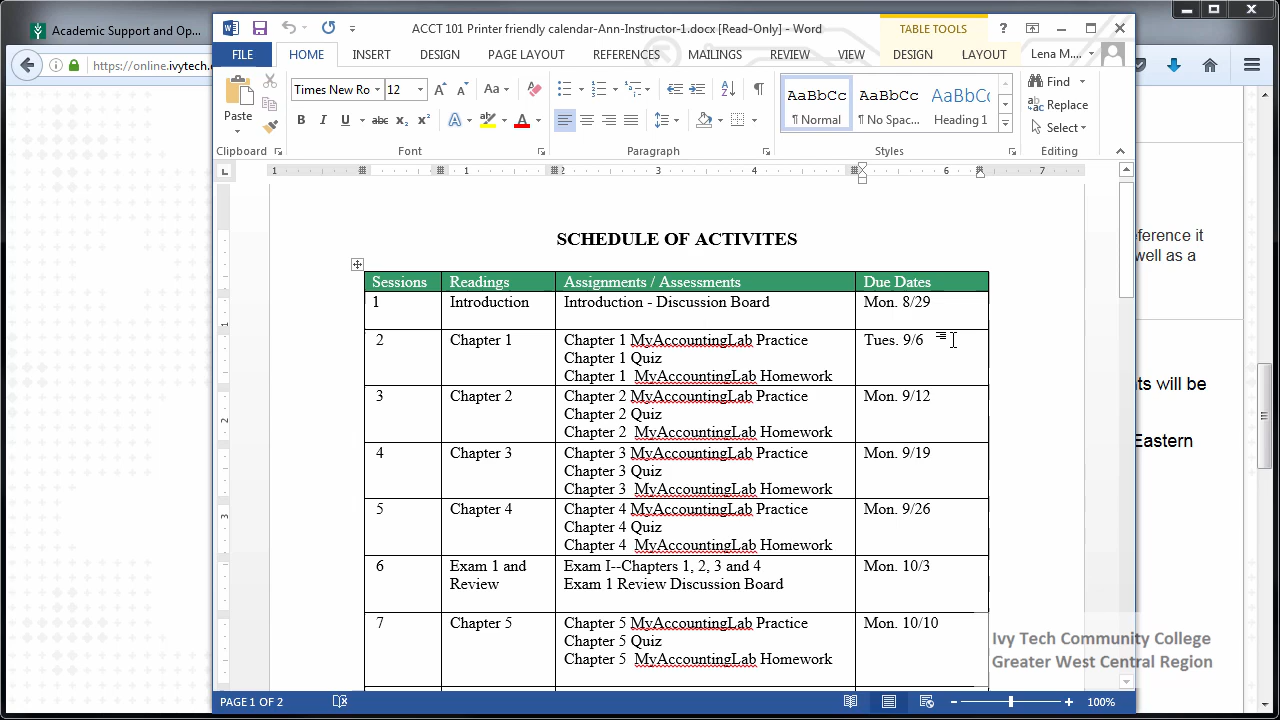 Academic Support and Op...
https://online.ivytech.
ACCT 101 Printer friendly calendar-Ann-Instructor-1.docx [Read-Only] - Word
TABLE TOOLS
FILE HOME INSERT DESIGN PAGE LAYOUT REFERENCES MAILINGS REVIEW VIEW DESIGN LAYOUT Lena M...
Paste
Times New Ro 12
AaBbCc AaBbCc AaBbCc
¶ Normal ¶ No Spac... Heading 1
Find
Replace
Select
Clipboard Font Paragraph Styles Editing
1 1 2 3 4 6 7
SCHEDULE OF ACTIVITES
Sessions Readings Assignments / Assessments Due Dates
1 Introduction Introduction - Discussion Board Mon. 8/29
2 Chapter 1 Chapter 1 MyAccountingLab Practice Tues. 9/6
Chapter 1 Quiz
Chapter 1 MyAccountingLab Homework
3 Chapter 2 Chapter 2 MyAccountingLab Practice Mon. 9/12
Chapter 2 Quiz
Chapter 2 MyAccountingLab Homework
4 Chapter 3 Chapter 3 MyAccountingLab Practice Mon. 9/19
Chapter 3 Quiz
Chapter 3 MyAccountingLab Homework
5 Chapter 4 Chapter 4 MyAccountingLab Practice Mon. 9/26
Chapter 4 Quiz
Chapter 4 MyAccountingLab Homework
6 Exam 1 and Exam I--Chapters 1, 2, 3 and 4 Mon. 10/3
Review Exam 1 Review Discussion Board
7 Chapter 5 Chapter 5 MyAccountingLab Practice Mon. 10/10
Chapter 5 Quiz
Chapter 5 MyAccountingLab Homework
ference it
well as a
ts will be
Eastern
Ivy Tech Community College
Greater West Central Region
PAGE 1 OF 2
100%